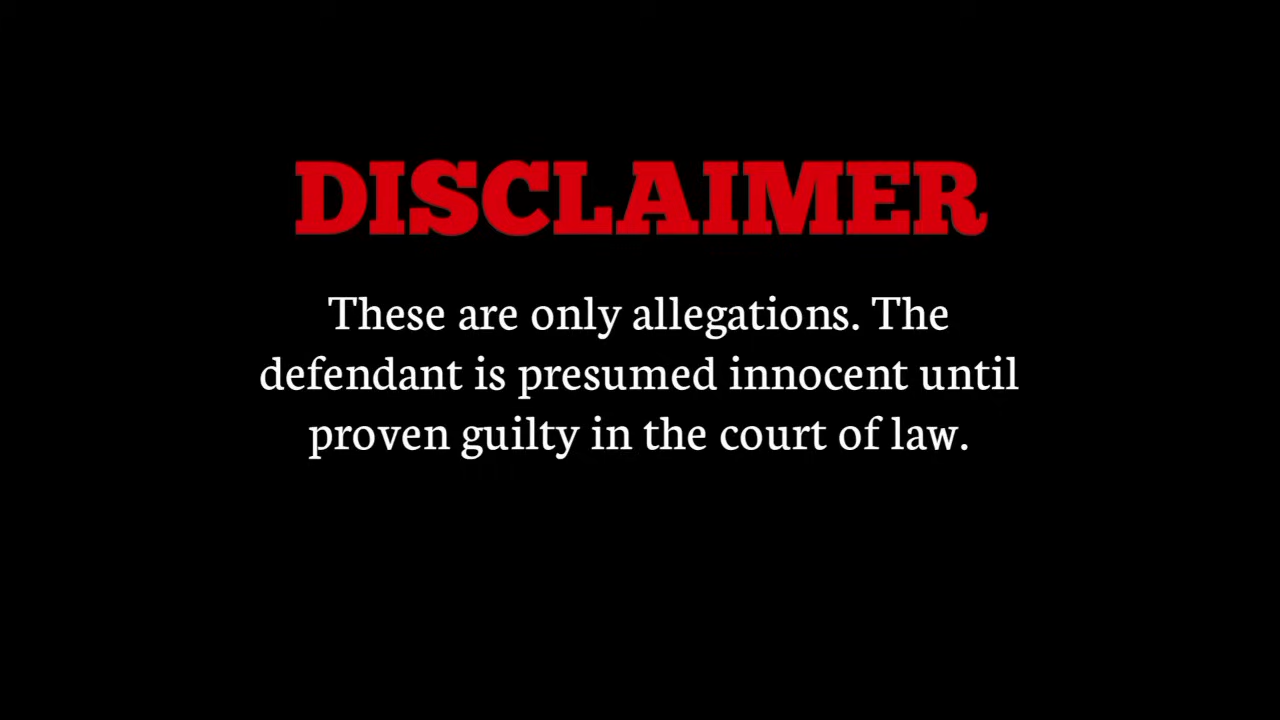 DISCLAIMER
These are only allegations. The
defendant is presumed innocent until
proven guilty in the court of law.